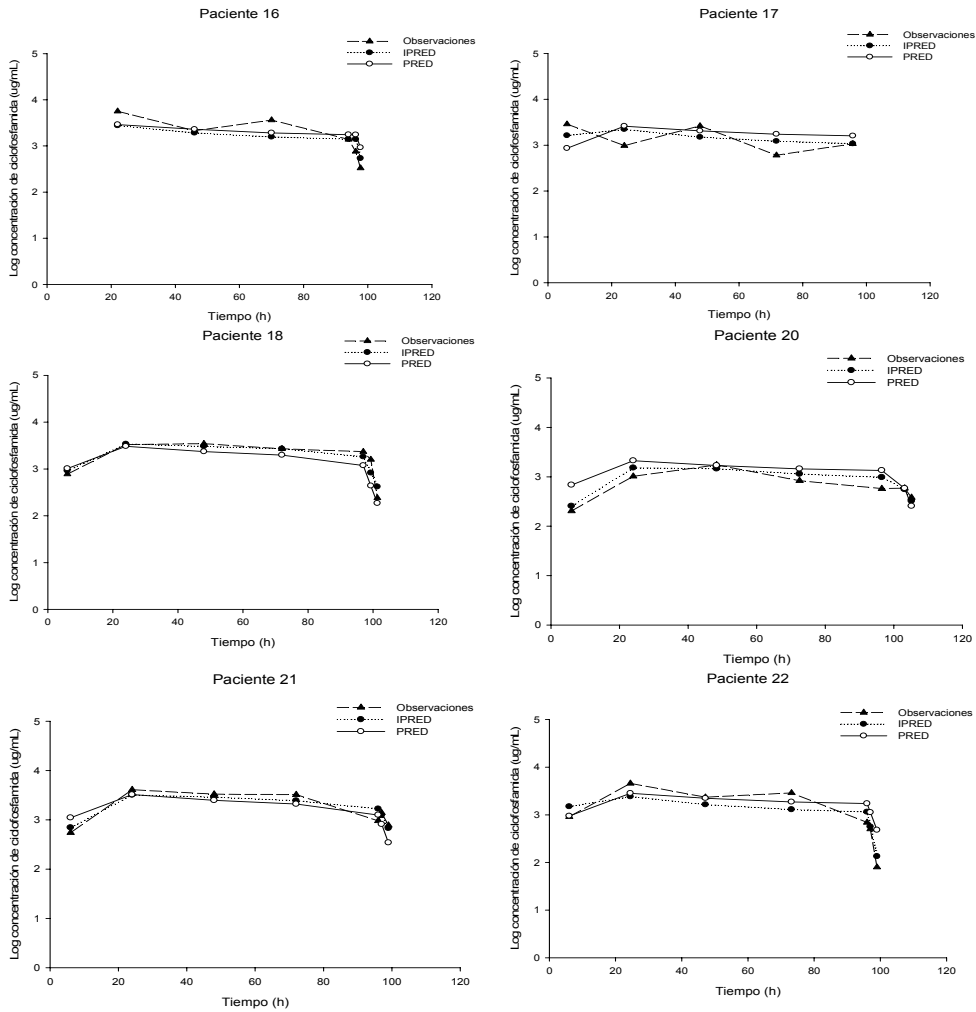 Paciente 16
Observaciones
IPRED
PRED
Log concentración de ciclofosfamida (ug/mL)
5
4
3
2
1
0
0 20 40 60 80 100 120
Tiempo (h)
Paciente 17
Observaciones
IPRED
PRED
Log concentración de ciclofosfamida (ug/mL)
5
4
3
2
1
0
0 20 40 60 80 100 120
Tiempo (h)
Paciente 18
Observaciones
IPRED
PRED
Log concentración de ciclofosfamida (ug/mL)
5
4
3
2
1
0
0 20 40 60 80 100 120
Tiempo (h)
Paciente 20
Observaciones
IPRED
PRED
Log concentración de ciclofosfamida (ug/mL)
5
4
3
2
1
0
0 20 40 60 80 100 120
Tiempo (h)
Paciente 21
Observaciones
IPRED
PRED
Log concentración de ciclofosfamida (ug/mL)
5
4
3
2
1
0
0 20 40 60 80 100 120
Tiempo (h)
Paciente 22
Observaciones
IPRED
PRED
Log concentración de ciclofosfamida (ug/mL)
5
4
3
2
1
0
0 20 40 60 80 100 120
Tiempo (h)